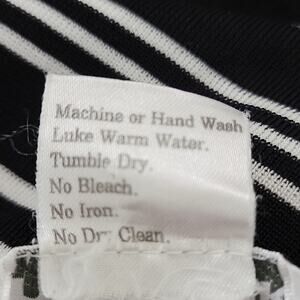 Machine or Hand Wash
Luke Warm Water.
Tumble Dry.
No Bleach.
No Iron.
No Dry Clean.